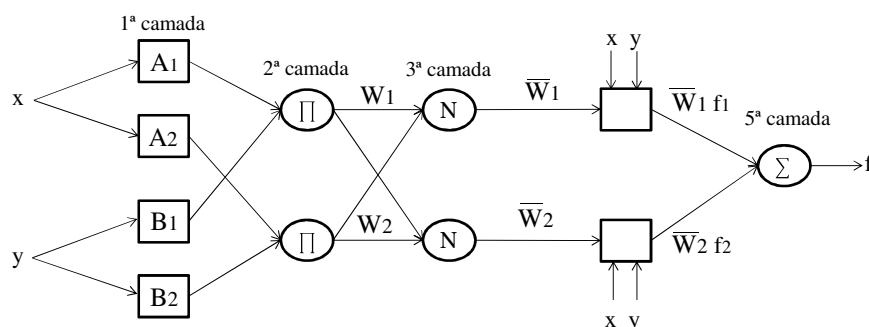 1ª camada
x y
A1
2ª camada
3ª camada
x
∏
W1
N
W̅1
W̅1 f1
5ª camada
A2
∑
f
B1
y
∏
W2
N
W̅2
W̅2 f2
B2
x y